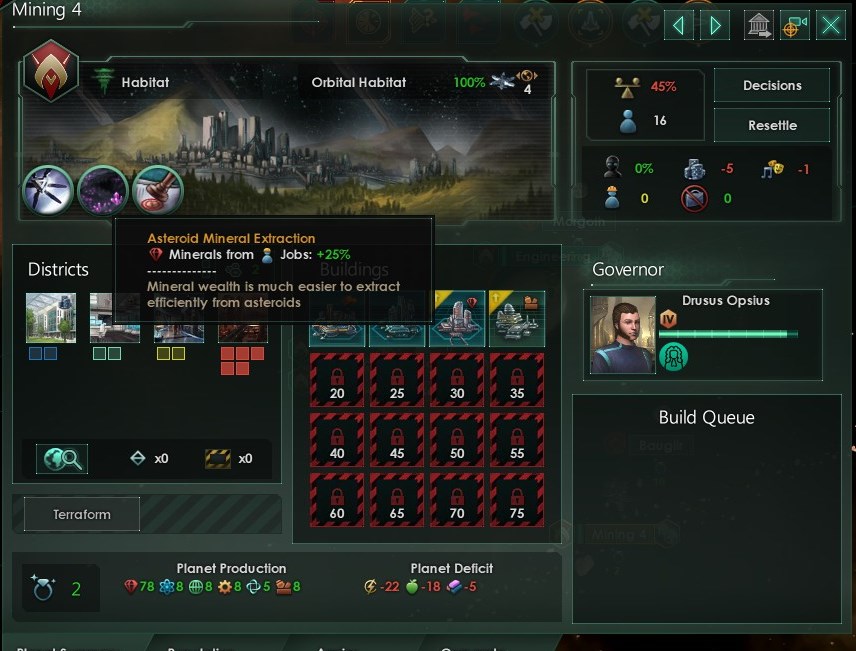 Mining 4
Habitat
Orbital Habitat
100%
4
45%
Decisions
16
Resettle
0%
-5
-1
0
0
Asteroid Mineral Extraction
Minerals from Jobs: +25%
--------------
Mineral wealth is much easier to extract
efficiently from asteroids
Districts
Buildings
20 25 30 35
40 45 50 55
60 65 70 75
x0
x0
Terraform
Governor
Drusus Opsius
IV
Build Queue
Mining 4
2
Planet Production
78 8 8 8 5 8
Planet Deficit
-22 -18 -5